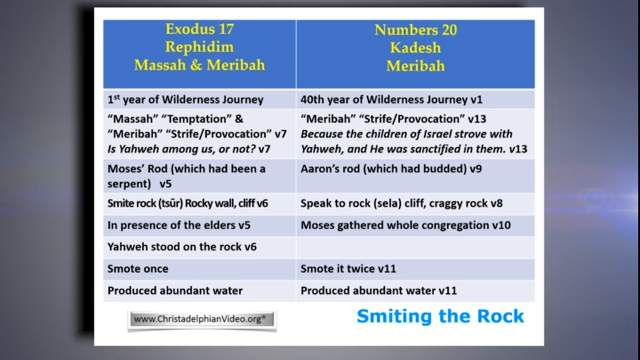 Exodus 17
Rephidim
Massah & Meribah
Numbers 20
Kadesh
Meribah
1st year of Wilderness Journey
40th year of Wilderness Journey v1
"Massah" "Temptation" &
"Meribah" "Strife/Provocation" v7
Is Yahweh among us, or not? v7
"Meribah" "Strife/Provocation" v13
Because the children of Israel strove with
Yahweh, and He was sanctified in them. v13
Moses' Rod (which had been a
serpent) v5
Aaron's rod (which had budded) v9
Smite rock (tsūr) Rocky wall, cliff v6
Speak to rock (sela) cliff, craggy rock v8
In presence of the elders v5
Moses gathered whole congregation v10
Yahweh stood on the rock v6
Smote once
Smote it twice v11
Produced abundant water
Produced abundant water v11
www.ChristadelphianVideo.org®
Smiting the Rock